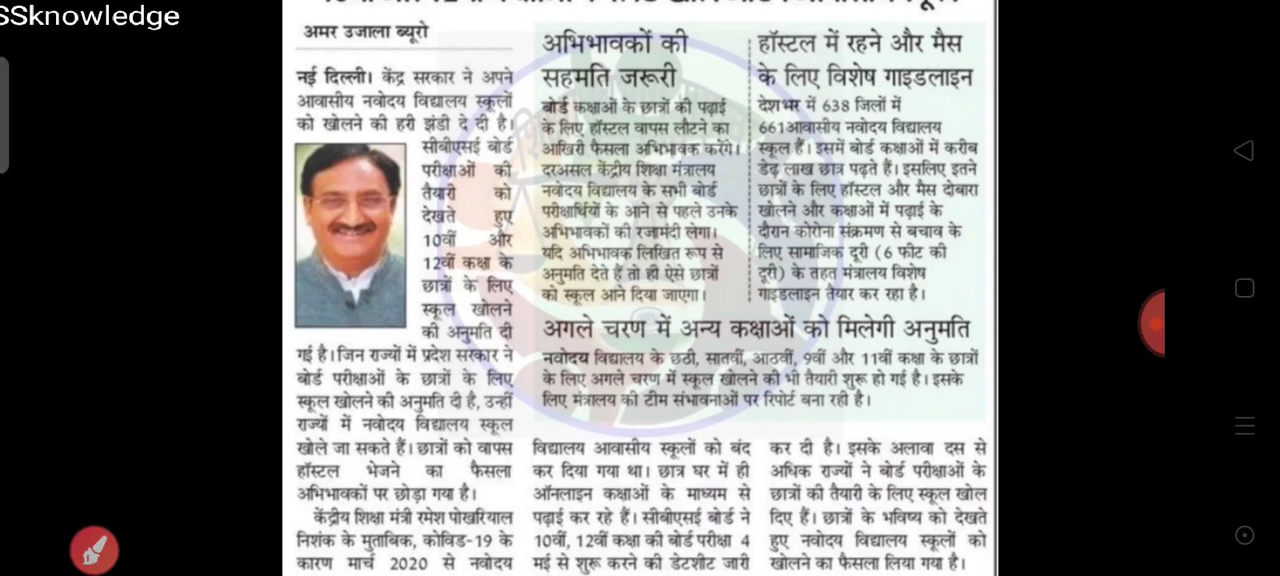 SSknowledge
अमर उजाला ब्यूरो
नई दिल्ली। केंद्र सरकार ने अपने
आवासीय नवोदय विद्यालय स्कूलों
को खोलने की हरी झंडी दे दी है।
सीबीएसई बोर्ड
परीक्षाओं की
तैयारी को
देखते हुए
10वीं और
12वीं कक्षा के
छात्रों के लिए
स्कूल खोलने
की अनुमति दी
गई है। जिन राज्यों में प्रदेश सरकार ने
बोर्ड परीक्षाओं के छात्रों के लिए
स्कूल खोलने की अनुमति दी है, उन्हीं
राज्यों में नवोदय विद्यालय स्कूल
खोले जा सकते हैं। छात्रों को वापस
हॉस्टल भेजने का फैसला
अभिभावकों पर छोड़ा गया है।
केंद्रीय शिक्षा मंत्री रमेश पोखरियाल
निशंक के मुताबिक, कोविड-19 के
कारण मार्च 2020 से नवोदय
अभिभावकों की
सहमति जरूरी
बोर्ड कक्षाओं के छात्रों की पढ़ाई
के लिए हॉस्टल वापस लौटने का
आखिरी फैसला अभिभावक करेंगे।
दरअसल केंद्रीय शिक्षा मंत्रालय
नवोदय विद्यालय के सभी बोर्ड
परीक्षार्थियों के आने से पहले उनके
अभिभावकों की रजामंदी लेगा।
यदि अभिभावक लिखित रूप से
अनुमति देते हैं तो ही ऐसे छात्रों
को स्कूल आने दिया जाएगा।
हॉस्टल में रहने और मैस
के लिए विशेष गाइडलाइन
देशभर में 638 जिलों में
661आवासीय नवोदय विद्यालय
स्कूल हैं। इसमें बोर्ड कक्षाओं में करीब
डेढ़ लाख छात्र पढ़ते हैं। इसलिए इतने
छात्रों के लिए हॉस्टल और मैस दोबारा
खोलने और कक्षाओं में पढ़ाई के
दौरान कोरोना संक्रमण से बचाव के
लिए सामाजिक दूरी (6 फीट की
दूरी) के तहत मंत्रालय विशेष
गाइडलाइन तैयार कर रहा है।
अगले चरण में अन्य कक्षाओं को मिलेगी अनुमति
नवोदय विद्यालय के छठी, सातवीं, आठवीं, 9वीं और 11वीं कक्षा के छात्रों
के लिए अगले चरण में स्कूल खोलने की भी तैयारी शुरू हो गई है। इसके
लिए मंत्रालय की टीम संभावनाओं पर रिपोर्ट बना रही है।
विद्यालय आवासीय स्कूलों को बंद
कर दिया गया था। छात्र घर में ही
ऑनलाइन कक्षाओं के माध्यम से
पढ़ाई कर रहे हैं। सीबीएसई बोर्ड ने
10वीं, 12वीं कक्षा की बोर्ड परीक्षा 4
मई से शुरू करने की डेटशीट जारी
कर दी है। इसके अलावा दस से
अधिक राज्यों ने बोर्ड परीक्षाओं के
छात्रों की तैयारी के लिए स्कूल खोल
दिए हैं। छात्रों के भविष्य को देखते
हुए नवोदय विद्यालय स्कूलों को
खोलने का फैसला लिया गया है।